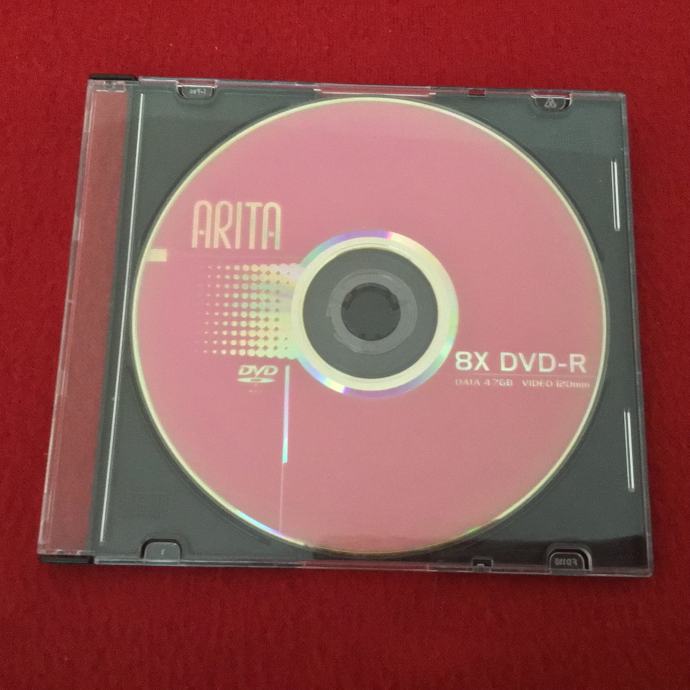 ARITA
DVD
8X DVD-R
DATA 4.7GB VIDEO 120min